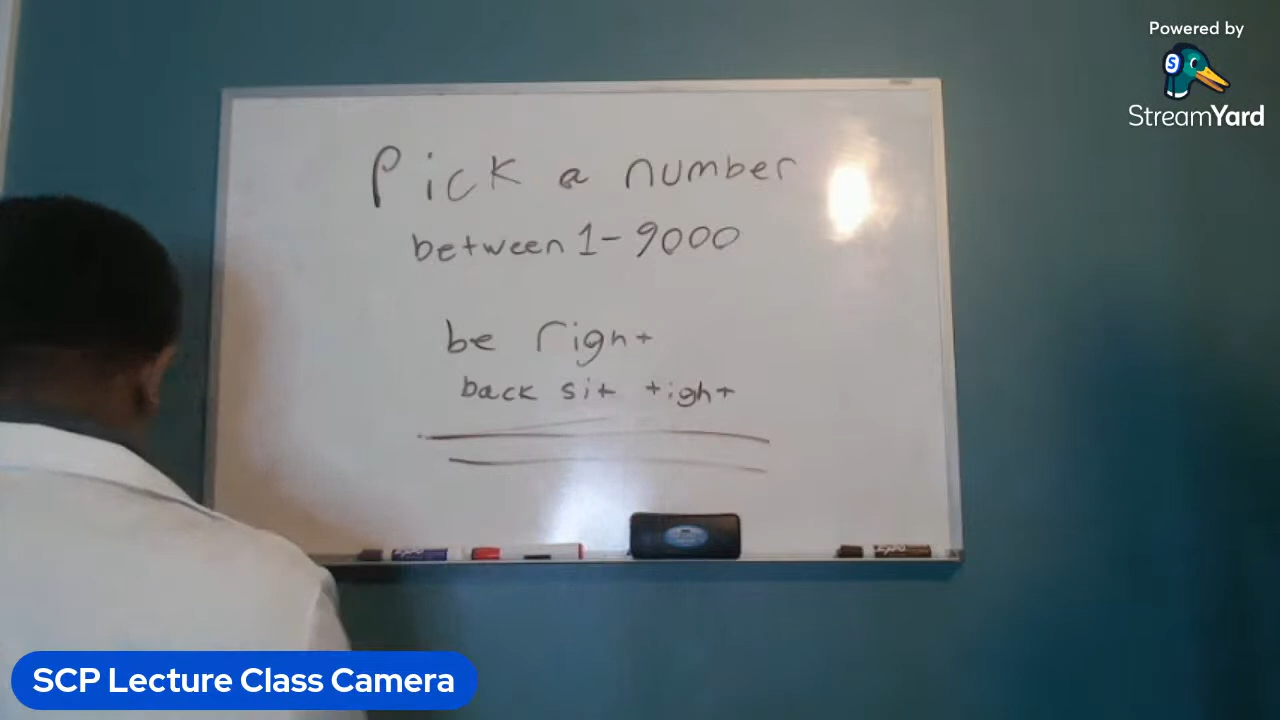 Powered by
StreamYard
Pick a number
between 1-9000
be right
back sit tight
SCP Lecture Class Camera